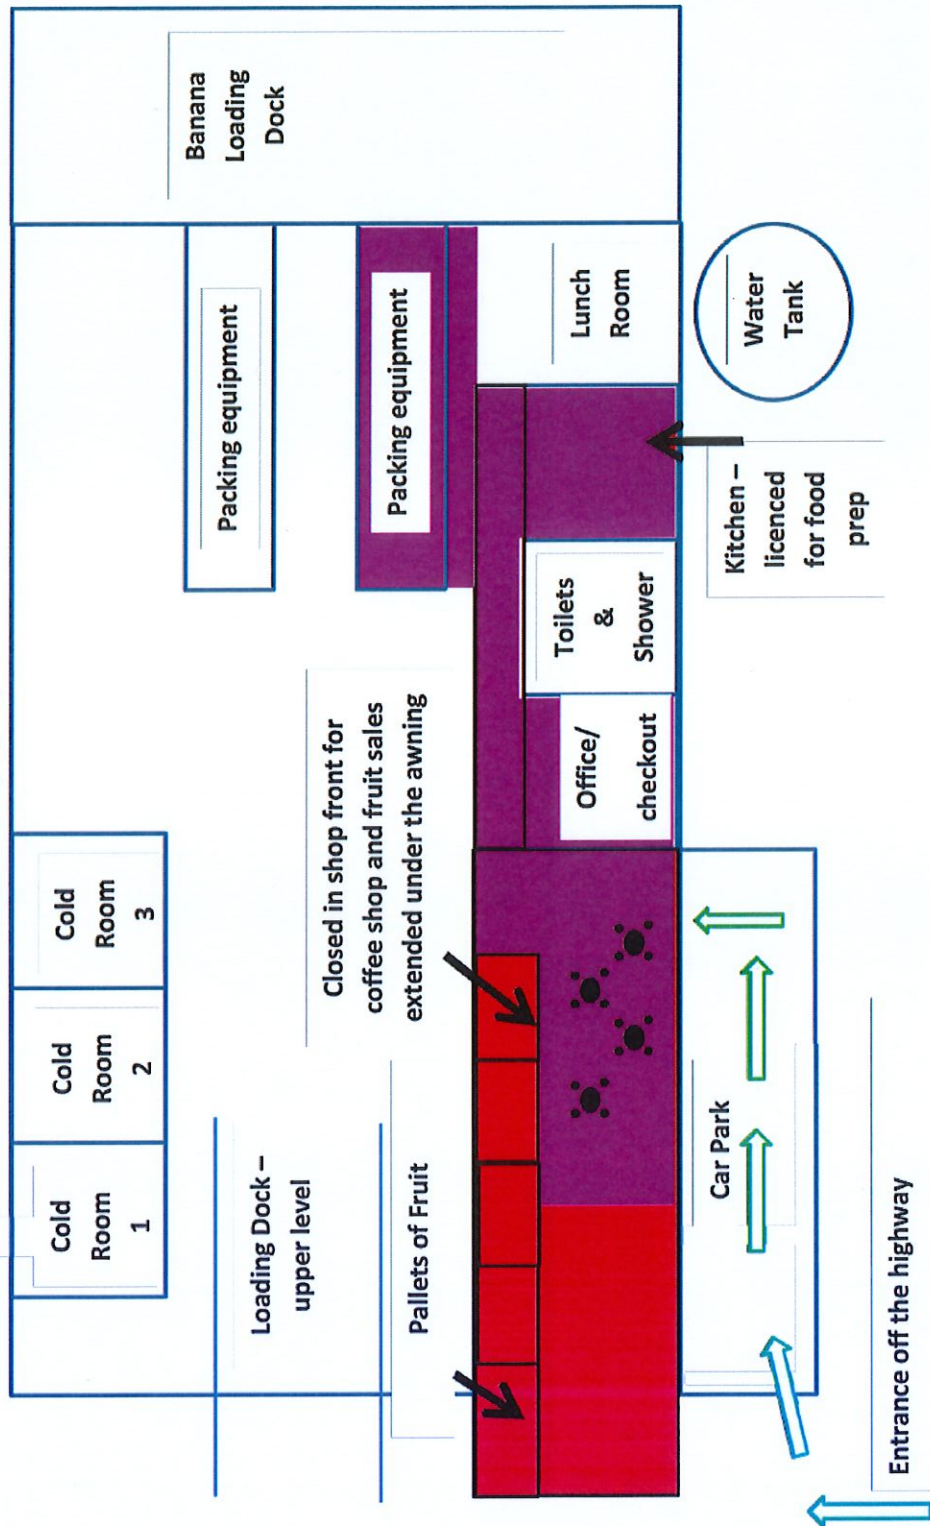 Cold
Room
1
Cold
Room
2
Cold
Room
3
Banana
Loading
Dock
Loading Dock –
upper level
Packing equipment
Pallets of Fruit
Closed in shop front for
coffee shop and fruit sales
extended under the awning
Packing equipment
Office/
checkout
Toilets
&
Shower
Lunch
Room
Car Park
Kitchen –
licenced
for food
prep
Water
Tank
Entrance off the highway